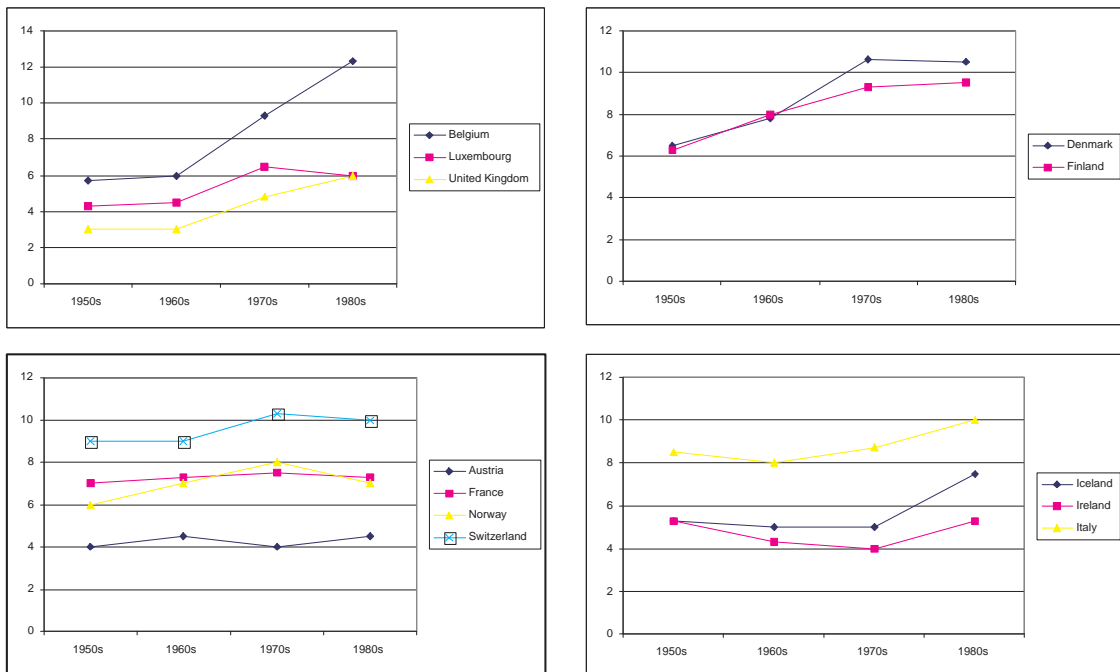 14
12
10
8
6
4
2
0
1950s 1960s 1970s 1980s
Belgium
Luxembourg
United Kingdom
12
10
8
6
4
2
0
1950s 1960s 1970s 1980s
Denmark
Finland
12
10
8
6
4
2
0
1950s 1960s 1970s 1980s
Austria
France
Norway
Switzerland
12
10
8
6
4
2
0
1950s 1960s 1970s 1980s
Iceland
Ireland
Italy